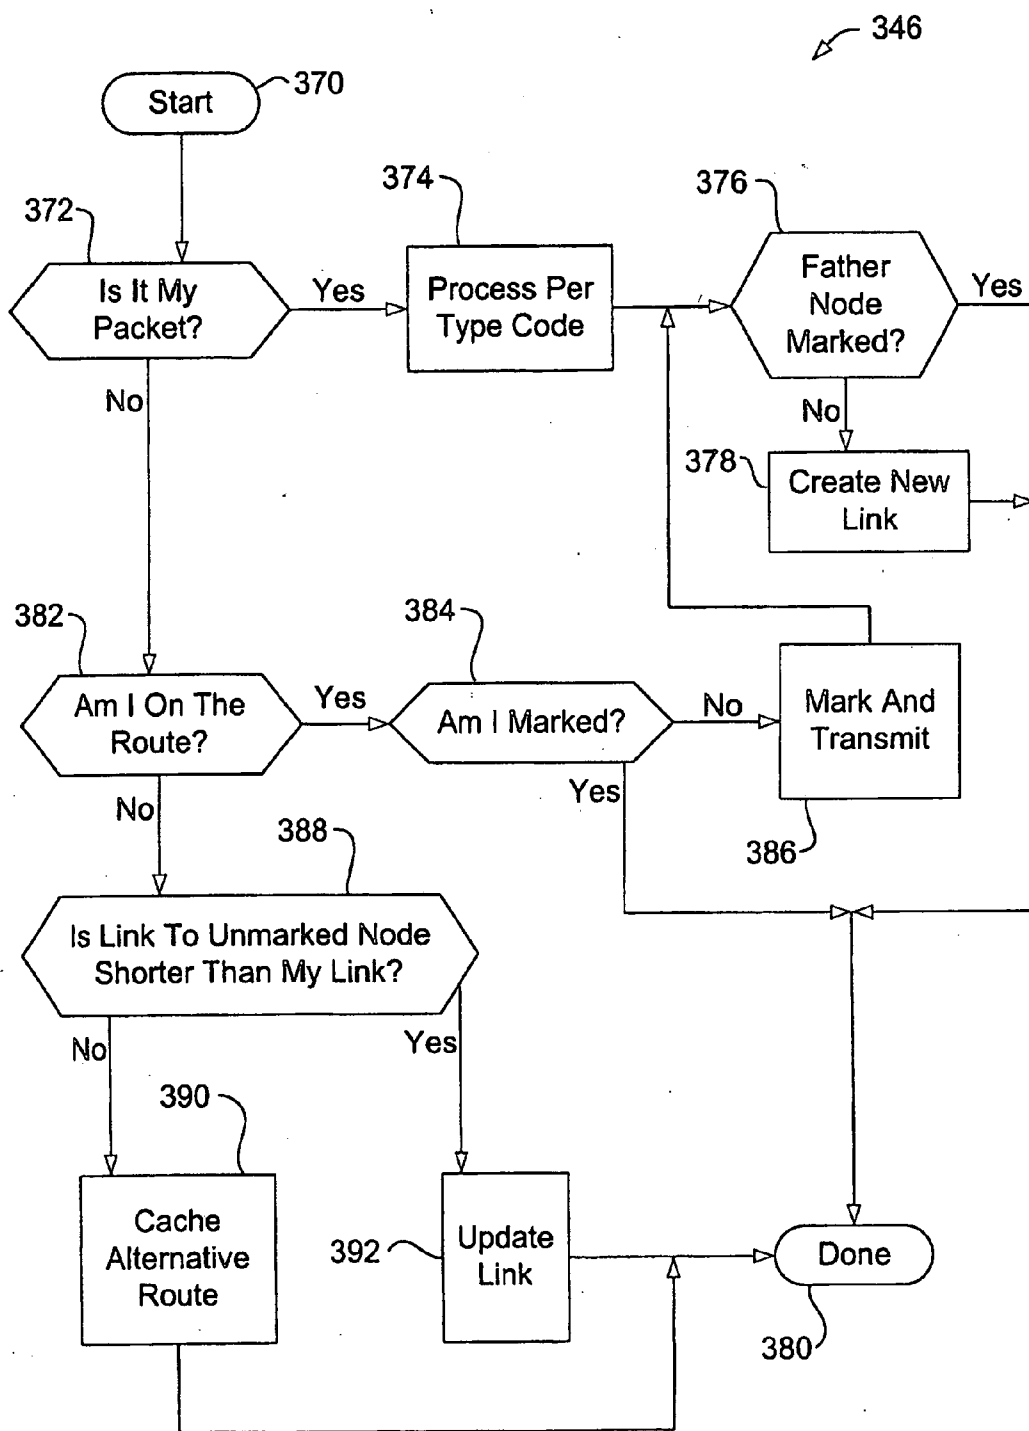 346
370
Start
374
376
372
Is It My
Packet?
Yes
Process Per
Type Code
Father
Node
Marked?
Yes
No
No
378
Create New
Link
382
384
Am I On The
Route?
Yes
Am I Marked?
No
Mark And
Transmit
No
Yes
386
388
Is Link To Unmarked Node
Shorter Than My Link?
No
Yes
390
Cache
Alternative
Route
392
Update
Link
Done
380